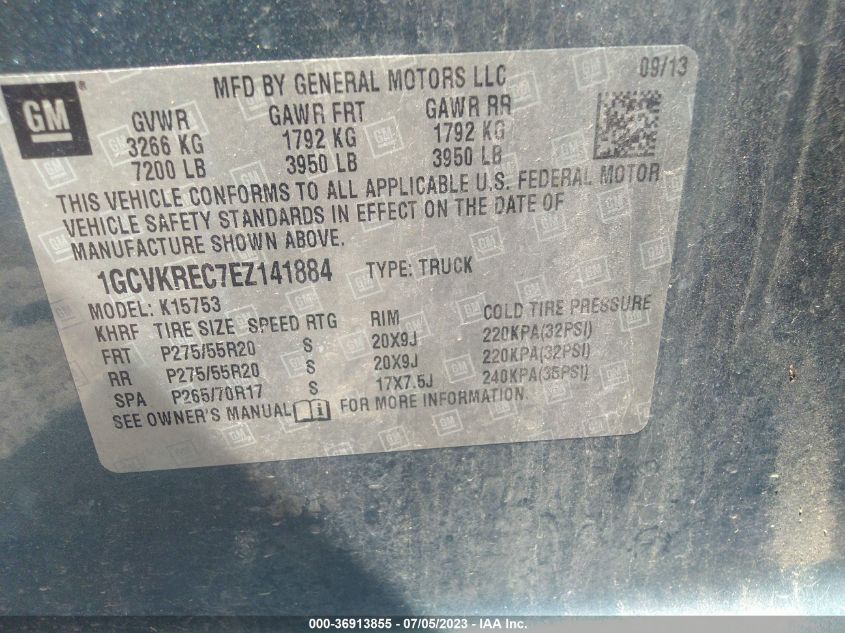 MFD BY GENERAL MOTORS LLC 09/13
GM
GVWR GAWR FRT GAWR RR
3266 KG 1792 KG 1792 KG
7200 LB 3950 LB 3950 LB
THIS VEHICLE CONFORMS TO ALL APPLICABLE U.S. FEDERAL MOTOR
VEHICLE SAFETY STANDARDS IN EFFECT ON THE DATE OF
MANUFACTURE SHOWN ABOVE.
1GCVKREC7EZ141884 TYPE: TRUCK
MODEL: K15753
KHRF TIRE SIZE SPEED RTG RIM COLD TIRE PRESSURE
FRT P275/55R20 S 20X9J 220KPA(32PSI)
RR P275/55R20 S 20X9J 220KPA(32PSI)
SPA P265/70R17 S 17X7.5J 240KPA(35PSI)
SEE OWNER'S MANUAL FOR MORE INFORMATION.
000-36913855 - 07/05/2023 - IAA Inc.